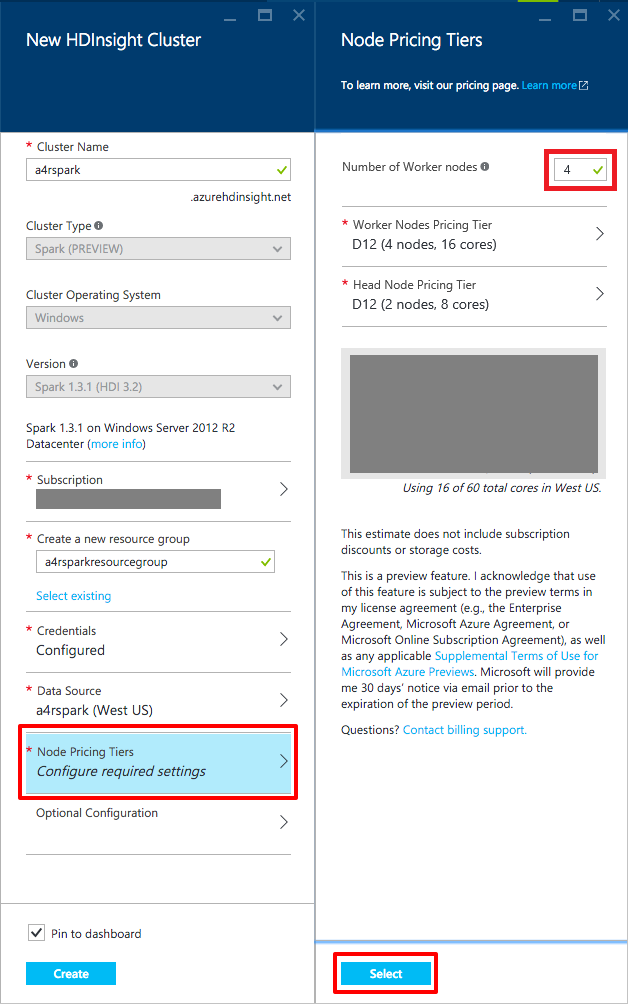 New HDInsight Cluster
* Cluster Name
a4rspark
.azurehdinsight.net
Cluster Type
Spark (PREVIEW)
Cluster Operating System
Windows
Version
Spark 1.3.1 (HDI 3.2)
Spark 1.3.1 on Windows Server 2012 R2
Datacenter (more info)
* Subscription
* Create a new resource group
a4rsparkresourcegroup
Select existing
* Credentials
Configured
* Data Source
a4rspark (West US)
* Node Pricing Tiers
Configure required settings
Optional Configuration
Pin to dashboard
Create
Node Pricing Tiers
To learn more, visit our pricing page. Learn more
Number of Worker nodes
4
* Worker Nodes Pricing Tier
D12 (4 nodes, 16 cores)
* Head Node Pricing Tier
D12 (2 nodes, 8 cores)
Using 16 of 60 total cores in West US.
This estimate does not include subscription
discounts or storage costs.
This is a preview feature. I acknowledge that use
of this feature is subject to the preview terms in
my license agreement (e.g., the Enterprise
Agreement, Microsoft Azure Agreement, or
Microsoft Online Subscription Agreement), as well
as any applicable Supplemental Terms of Use for
Microsoft Azure Previews. Microsoft will provide
me 30 days' notice via email prior to the
expiration of the preview period.
Questions? Contact billing support.
Select